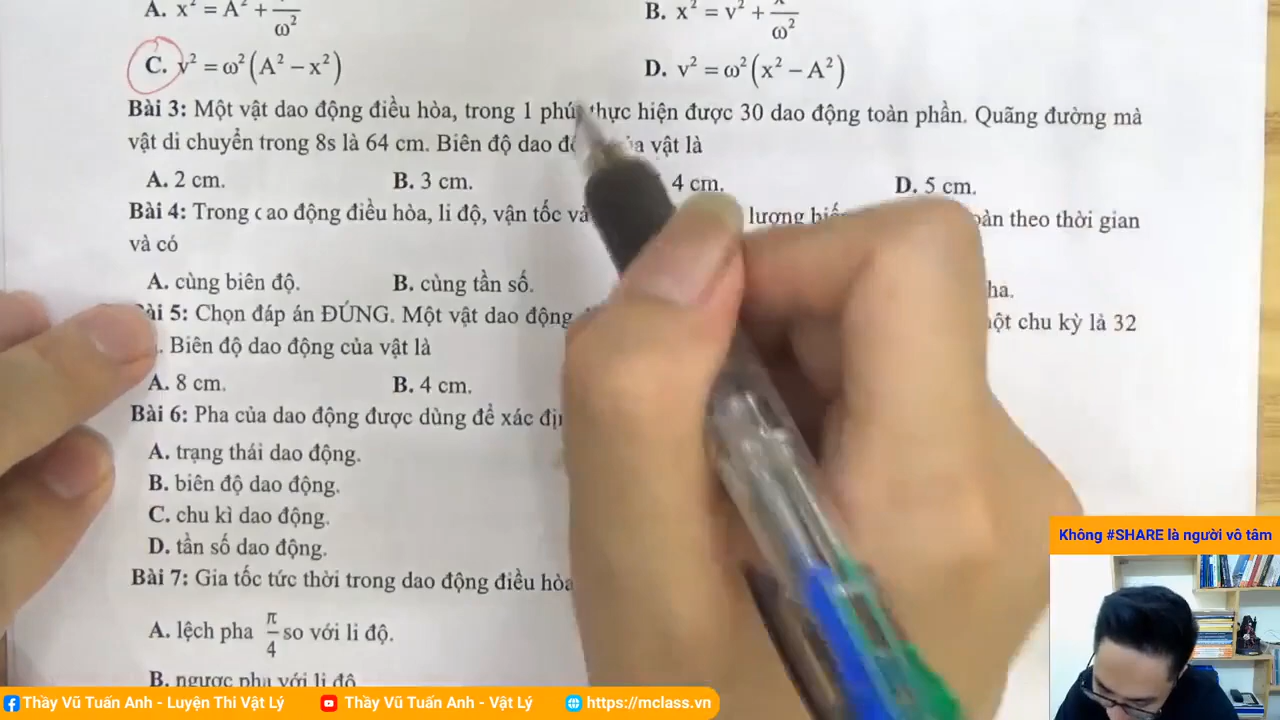 A. x² = A² + /ω²
B. x² = v² + x/ω²
C. v² = ω²(A² − x²)
D. v² = ω²(x² − A²)
Bài 3: Một vật dao động điều hòa, trong 1 phút thực hiện được 30 dao động toàn phần. Quãng đường mà
vật di chuyển trong 8s là 64 cm. Biên độ dao vật là
A. 2 cm.
B. 3 cm.
4 cm.
D. 5 cm.
Bài 4: Trong dao động điều hòa, li độ, vận tốc và lượng theo thời gian
và có
A. cùng biên độ.
B. cùng tần số.
Bài 5: Chọn đáp án ĐÚNG. Một vật dao động một chu kỳ là 32
. Biên độ dao động của vật là
A. 8 cm.
B. 4 cm.
Bài 6: Pha của dao động được dùng để xác
A. trạng thái dao động.
B. biên độ dao động.
C. chu kì dao động.
D. tần số dao động.
Bài 7: Gia tốc tức thời trong dao động điều hòa
A. lệch pha π/4 so với li độ.
B. ngược pha với li độ
Không #SHARE là người vô tâm
Thầy Vũ Tuấn Anh - Luyện Thi Vật Lý
Thầy Vũ Tuấn Anh - Vật Lý
https://mclass.vn